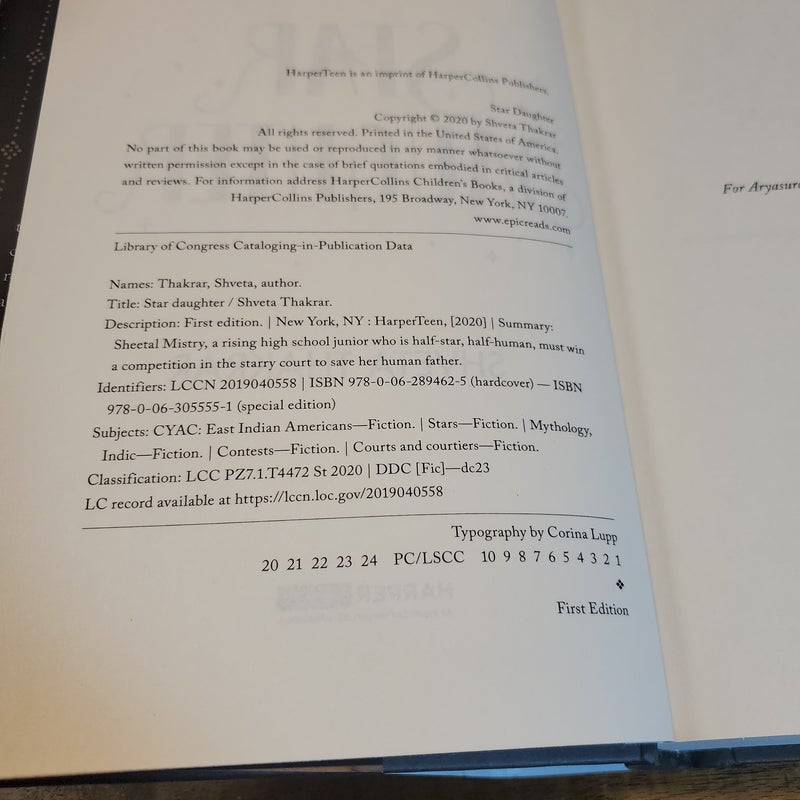 HarperTeen is an imprint of HarperCollins Publishers.
Star Daughter
Copyright © 2020 by Shveta Thakrar
All rights reserved. Printed in the United States of America.
No part of this book may be used or reproduced in any manner whatsoever without
written permission except in the case of brief quotations embodied in critical articles
and reviews. For information address HarperCollins Children's Books, a division of
HarperCollins Publishers, 195 Broadway, New York, NY 10007.
www.epicreads.com
Library of Congress Cataloging-in-Publication Data
Names: Thakrar, Shveta, author.
Title: Star daughter / Shveta Thakrar.
Description: First edition. | New York, NY : HarperTeen, [2020] | Summary:
Sheetal Mistry, a rising high school junior who is half-star, half-human, must win
a competition in the starry court to save her human father.
Identifiers: LCCN 2019040558 | ISBN 978-0-06-289462-5 (hardcover) — ISBN
978-0-06-305555-1 (special edition)
Subjects: CYAC: East Indian Americans—Fiction. | Stars—Fiction. | Mythology,
Indic—Fiction. | Contests—Fiction. | Courts and courtiers—Fiction.
Classification: LCC PZ7.1.T4472 St 2020 | DDC [Fic]—dc23
LC record available at https://lccn.loc.gov/2019040558
Typography by Corina Lupp
20 21 22 23 24 PC/LSCC 10 9 8 7 6 5 4 3 2 1
❖
First Edition
For